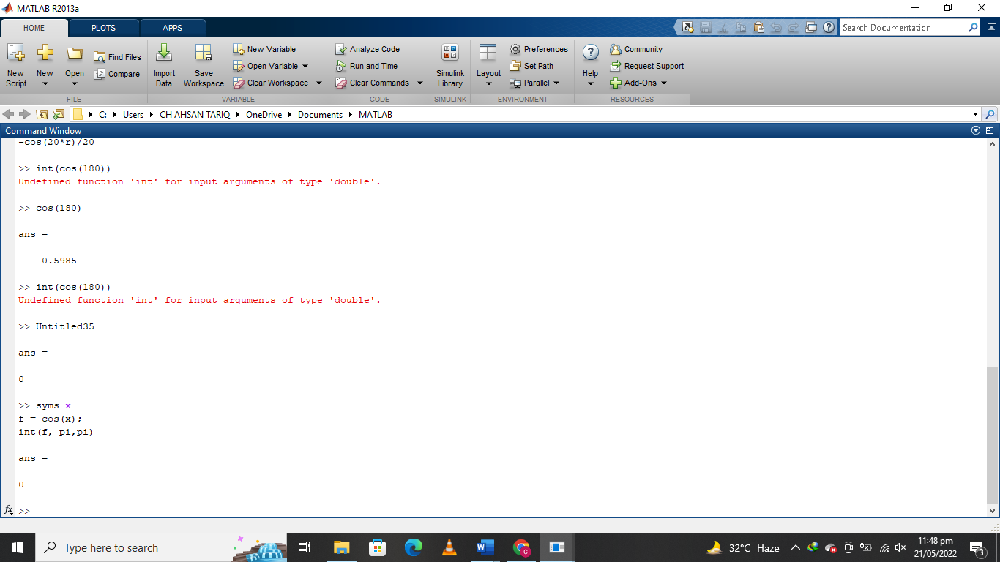 MATLAB R2013a
HOME PLOTS APPS
Search Documentation
New Script
New
Open
Find Files
Compare
FILE
Import Data
Save Workspace
New Variable
Open Variable
Clear Workspace
VARIABLE
Analyze Code
Run and Time
Clear Commands
CODE
Simulink Library
SIMULINK
Layout
Preferences
Set Path
Parallel
ENVIRONMENT
Help
Community
Request Support
Add-Ons
RESOURCES
C: Users CH AHSAN TARIQ OneDrive Documents MATLAB
Command Window
-cos(20*r)/20
>> int(cos(180))
Undefined function 'int' for input arguments of type 'double'.
>> cos(180)
ans =
-0.5985
>> int(cos(180))
Undefined function 'int' for input arguments of type 'double'.
>> Untitled35
ans =
0
>> syms x
f = cos(x);
int(f,-pi,pi)
ans =
0
fx >>
Type here to search
W
C
32°C Haze
11:48 pm
21/05/2022
3